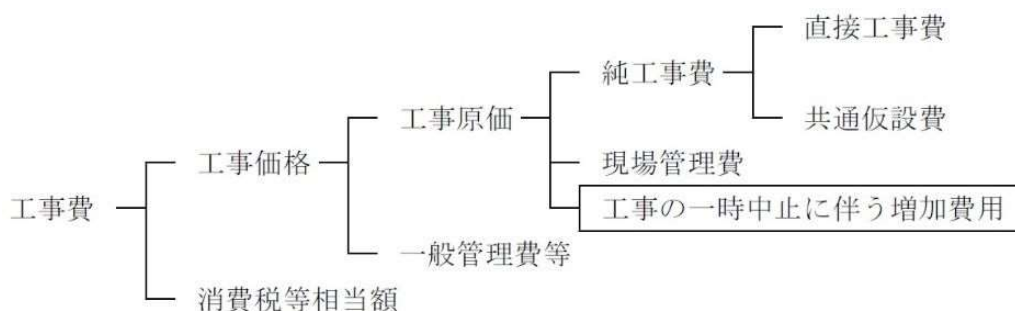 直接工事費
純工事費
工事原価
共通仮設費
工事価格
現場管理費
工事費
工事の一時中止に伴う増加費用
一般管理費等
消費税等相当額